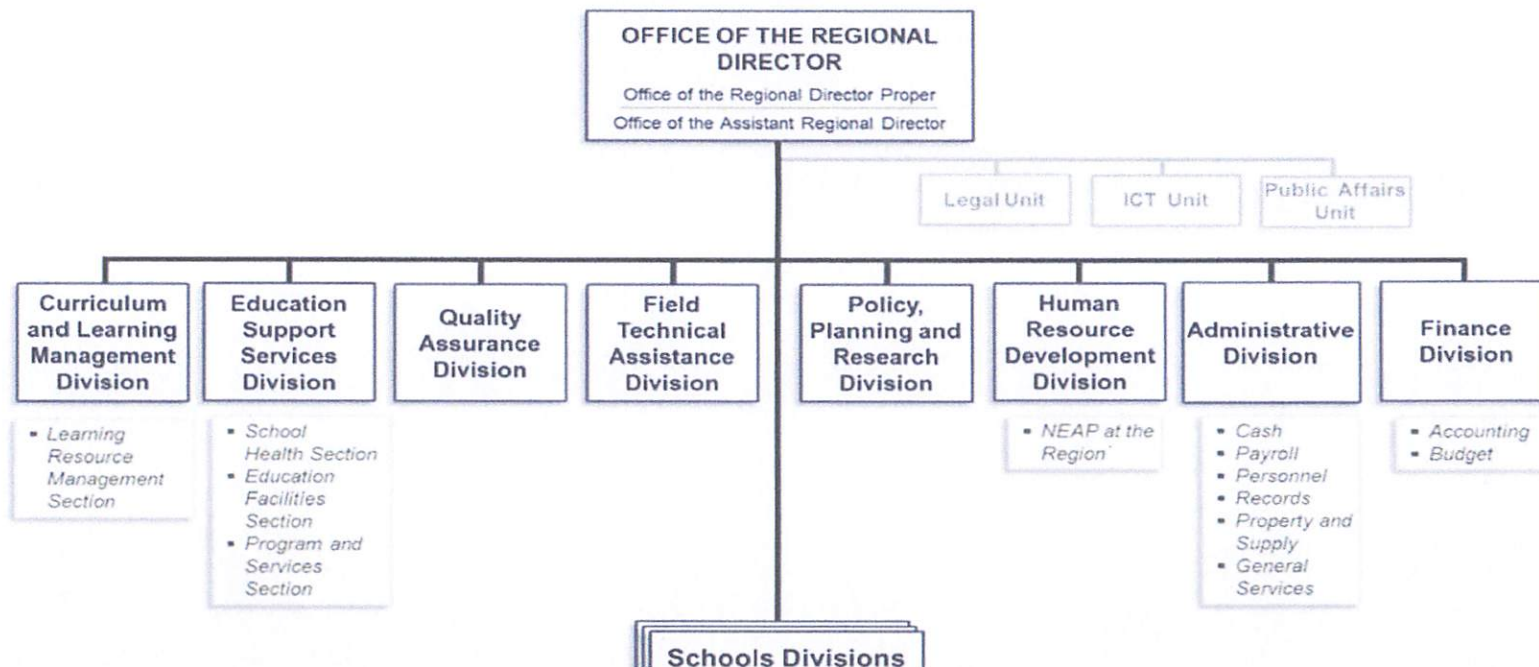 OFFICE OF THE REGIONAL
DIRECTOR
Office of the Regional Director Proper
Office of the Assistant Regional Director
Legal Unit
ICT Unit
Public Affairs
Unit
Curriculum
and Learning
Management
Division
Education
Support
Services
Division
Quality
Assurance
Division
Field
Technical
Assistance
Division
Policy,
Planning and
Research
Division
Human
Resource
Development
Division
Administrative
Division
Finance
Division
▪ Learning
Resource
Management
Section
▪ School
Health Section
▪ Education
Facilities
Section
▪ Program and
Services
Section
▪ NEAP at the
Region
▪ Cash
▪ Payroll
▪ Personnel
▪ Records
▪ Property and
Supply
▪ General
Services
▪ Accounting
▪ Budget
Schools Divisions